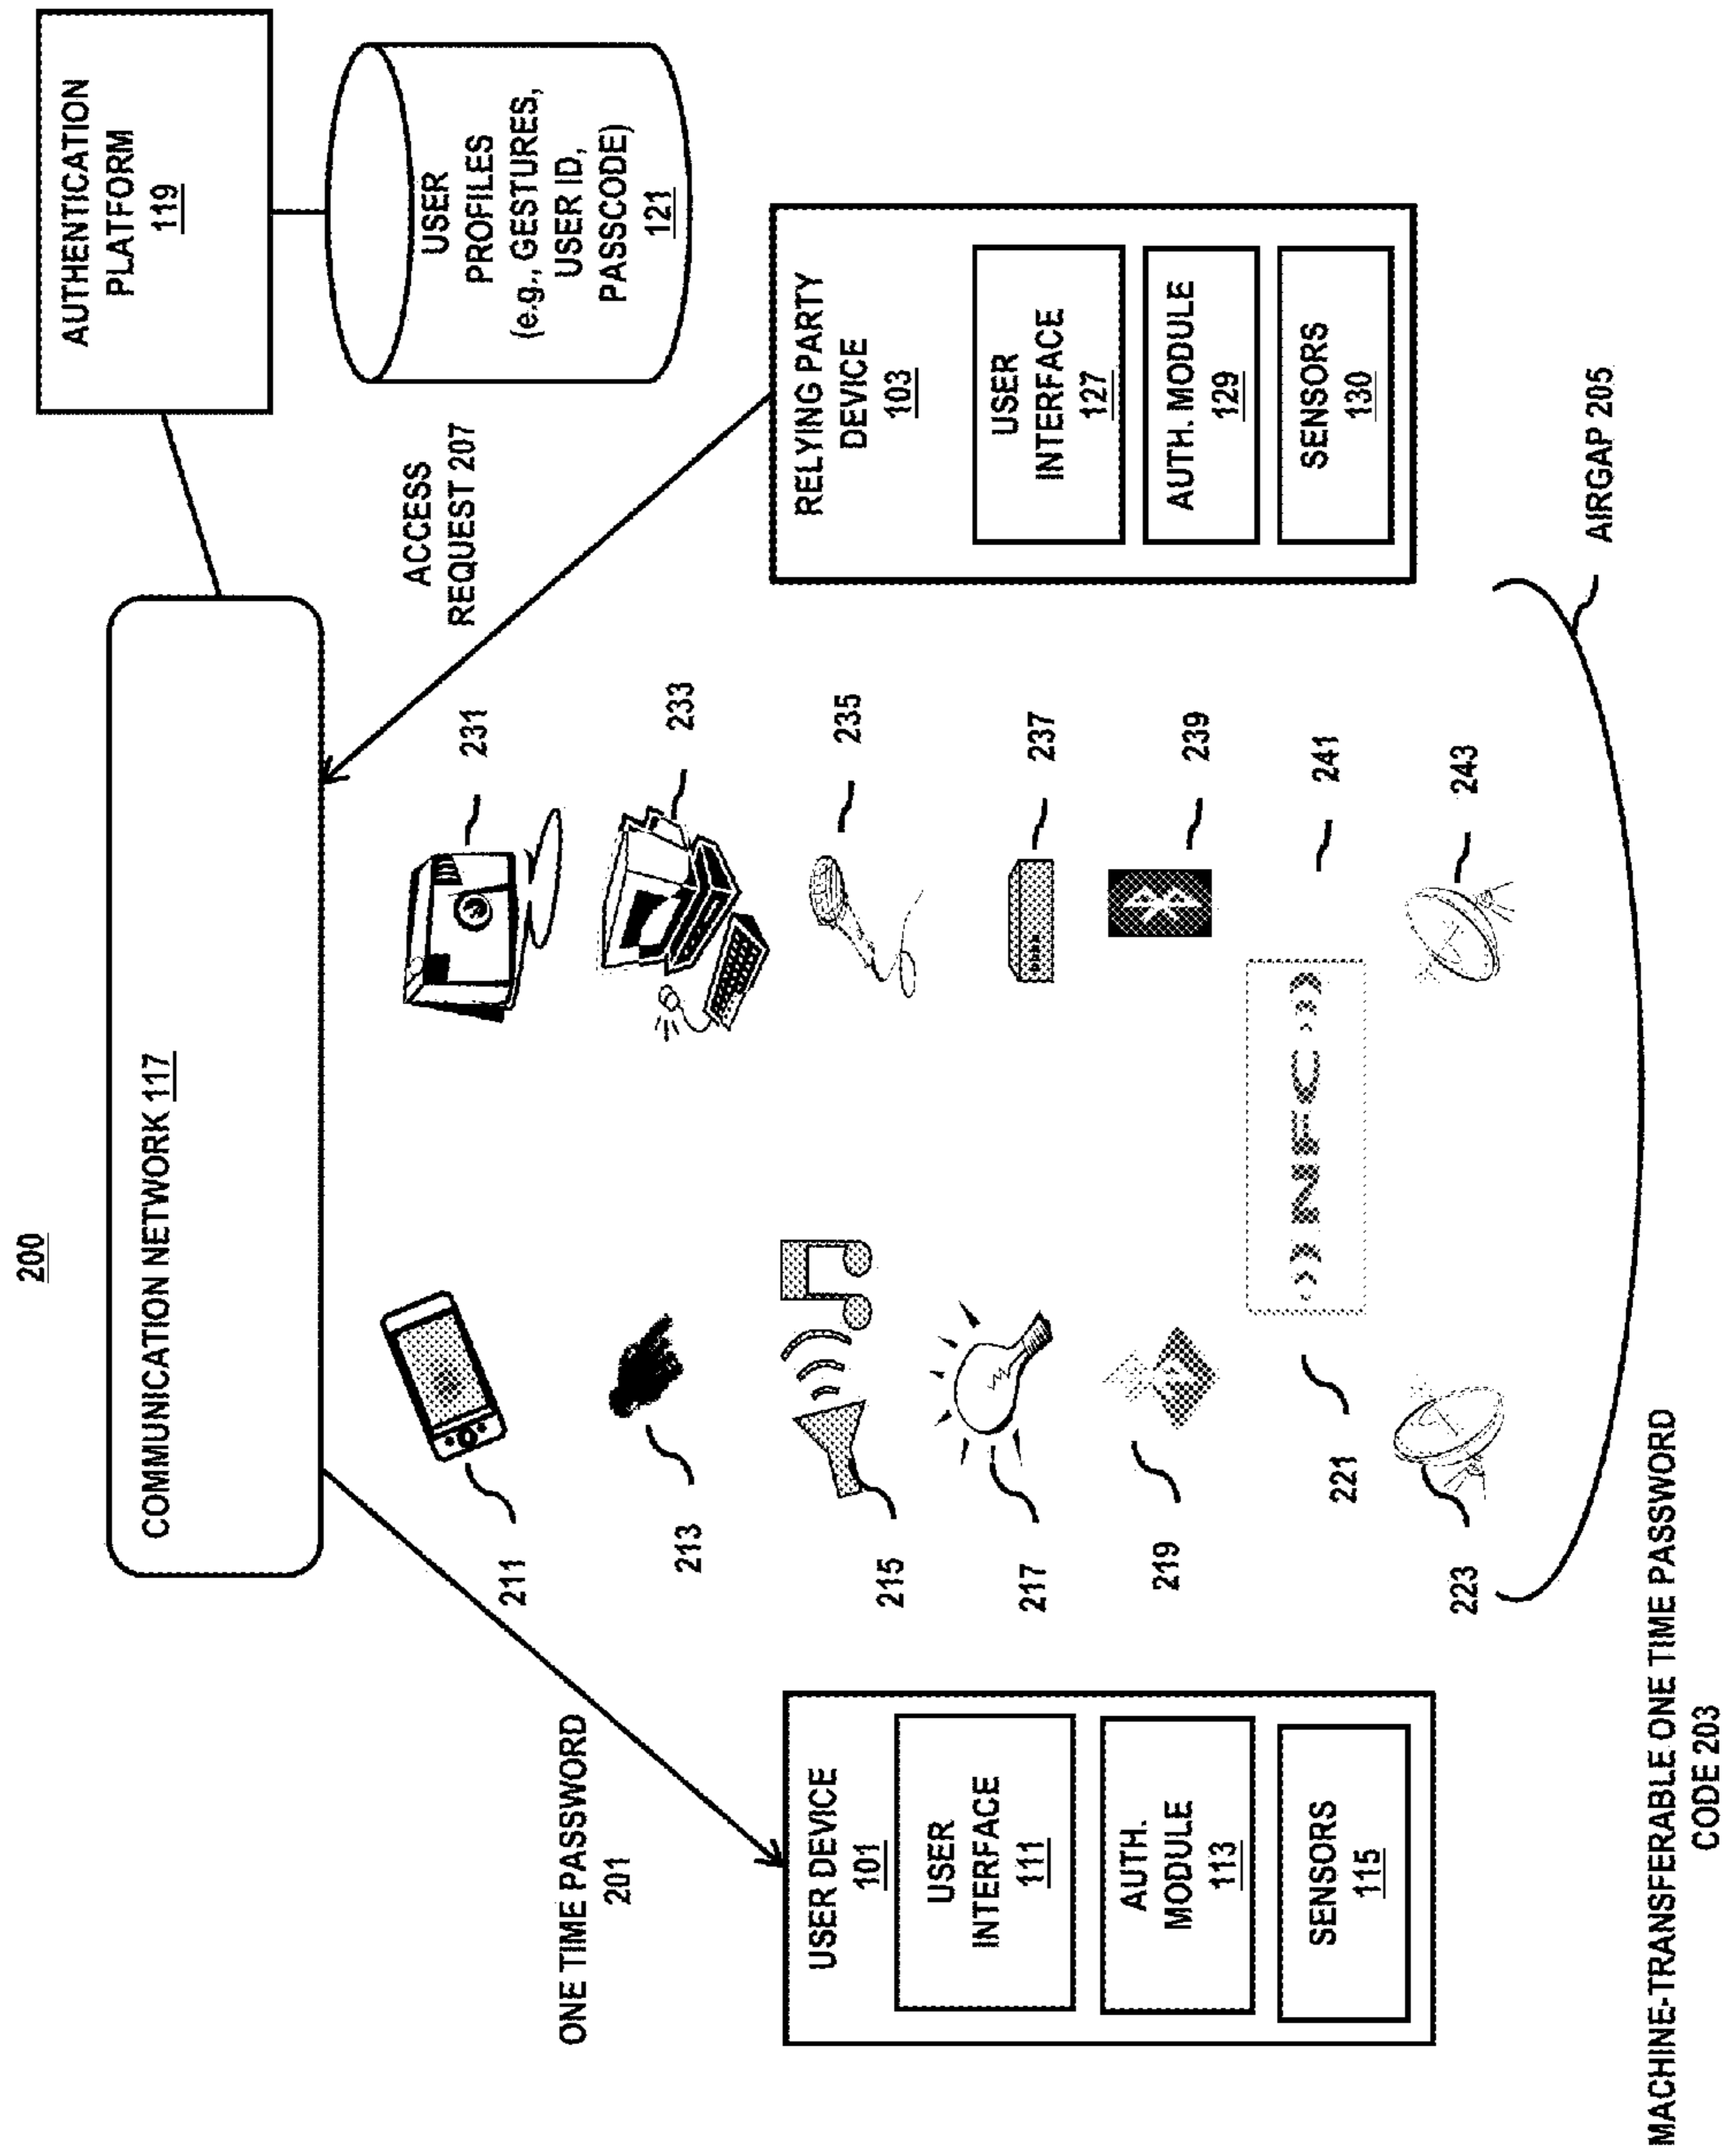 200
COMMUNICATION NETWORK 117
AUTHENTICATION
PLATFORM
119
USER
PROFILES
(e.g., GESTURES,
USER ID,
PASSCODE)
121
ONE TIME PASSWORD
201
ACCESS
REQUEST 207
USER DEVICE
101
USER
INTERFACE
111
AUTH.
MODULE
113
SENSORS
115
211
213
215
217
219
221
223
NFC
231
233
235
237
239
241
243
RELYING PARTY
DEVICE
103
USER
INTERFACE
127
AUTH. MODULE
129
SENSORS
130
AIRGAP 205
MACHINE-TRANSFERABLE ONE TIME PASSWORD
CODE 203